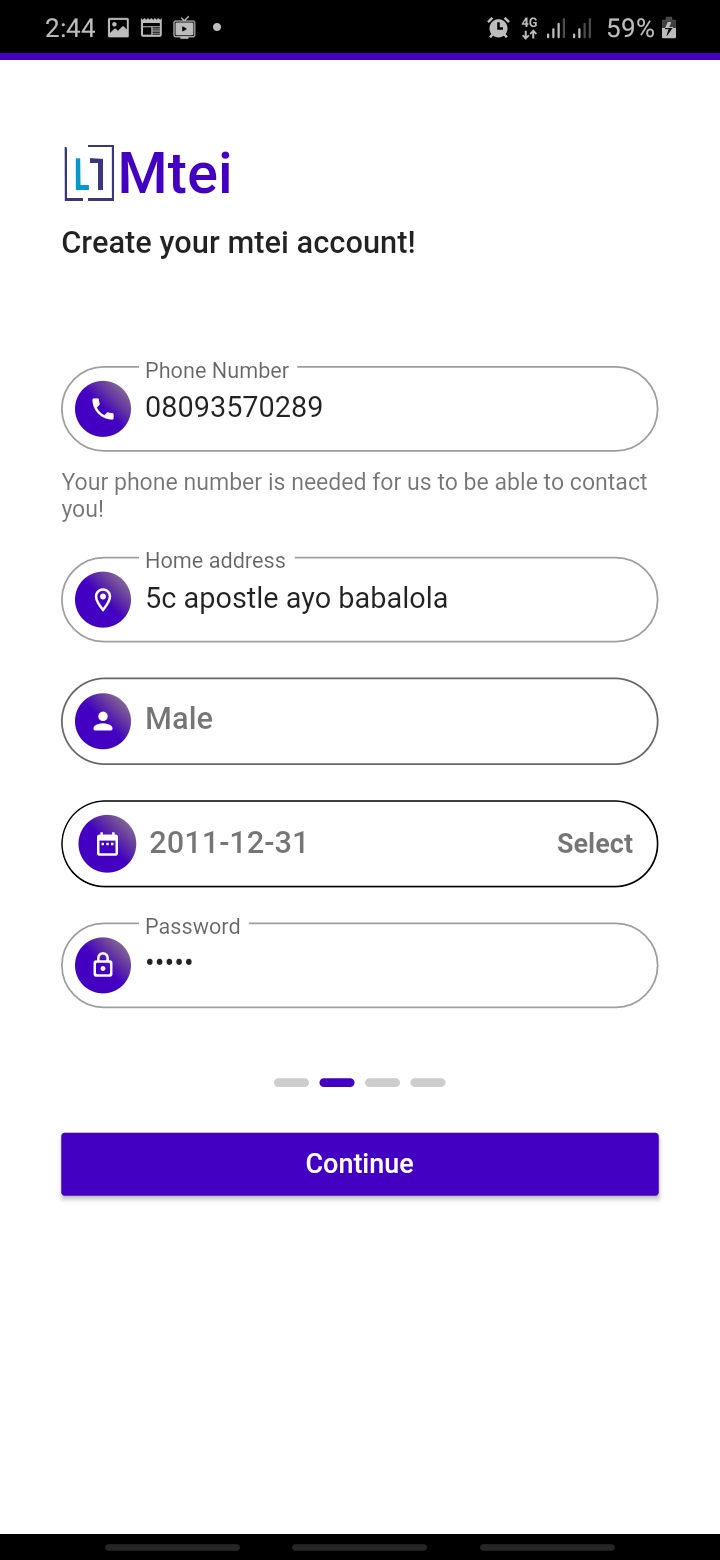 2:44
4G
59%
Mtei
Create your mtei account!
Phone Number
08093570289
Your phone number is needed for us to be able to contact
you!
Home address
5c apostle ayo babalola
Male
2011-12-31 Select
Password
•••••
Continue